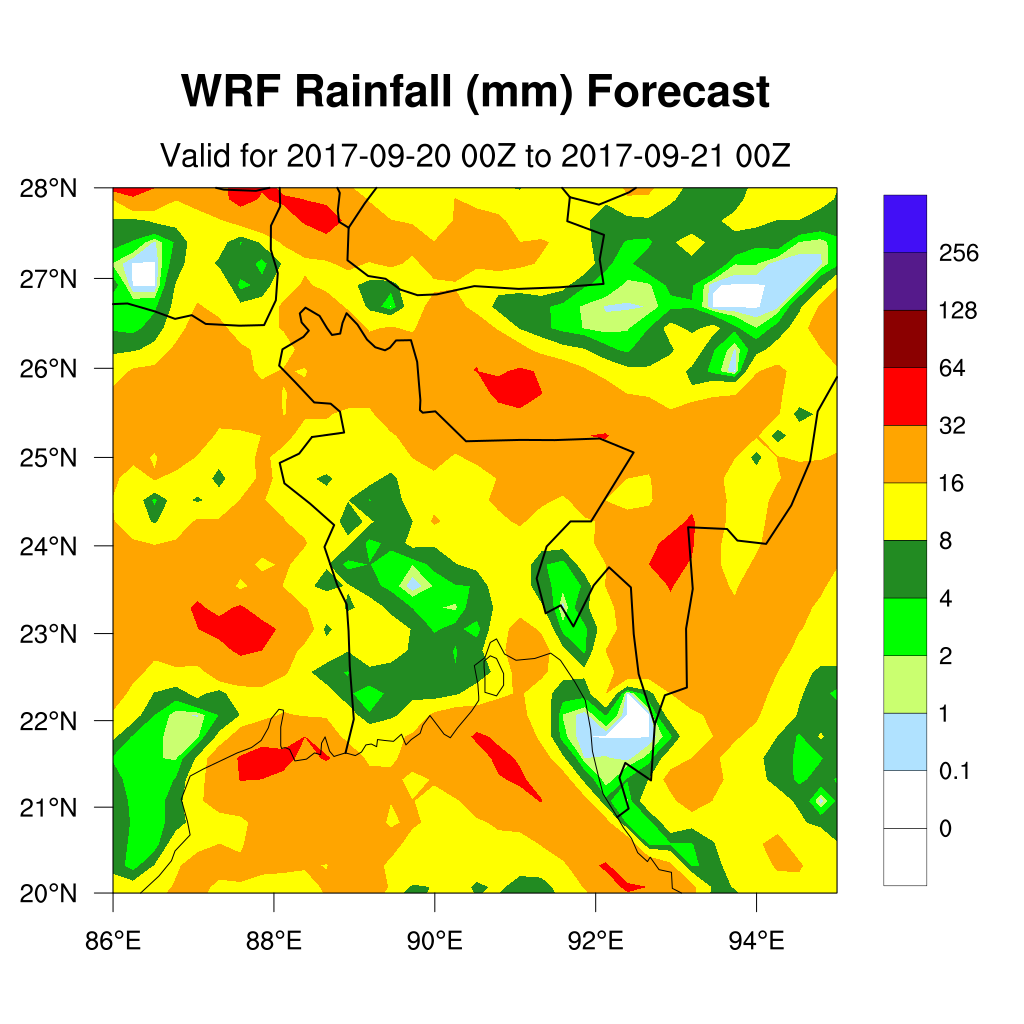 WRF Rainfall (mm) Forecast
Valid for 2017-09-20 00Z to 2017-09-21 00Z
28°N
27°N
26°N
25°N
24°N
23°N
22°N
21°N
20°N
86°E 88°E 90°E 92°E 94°E
256
128
64
32
16
8
4
2
1
0.1
0